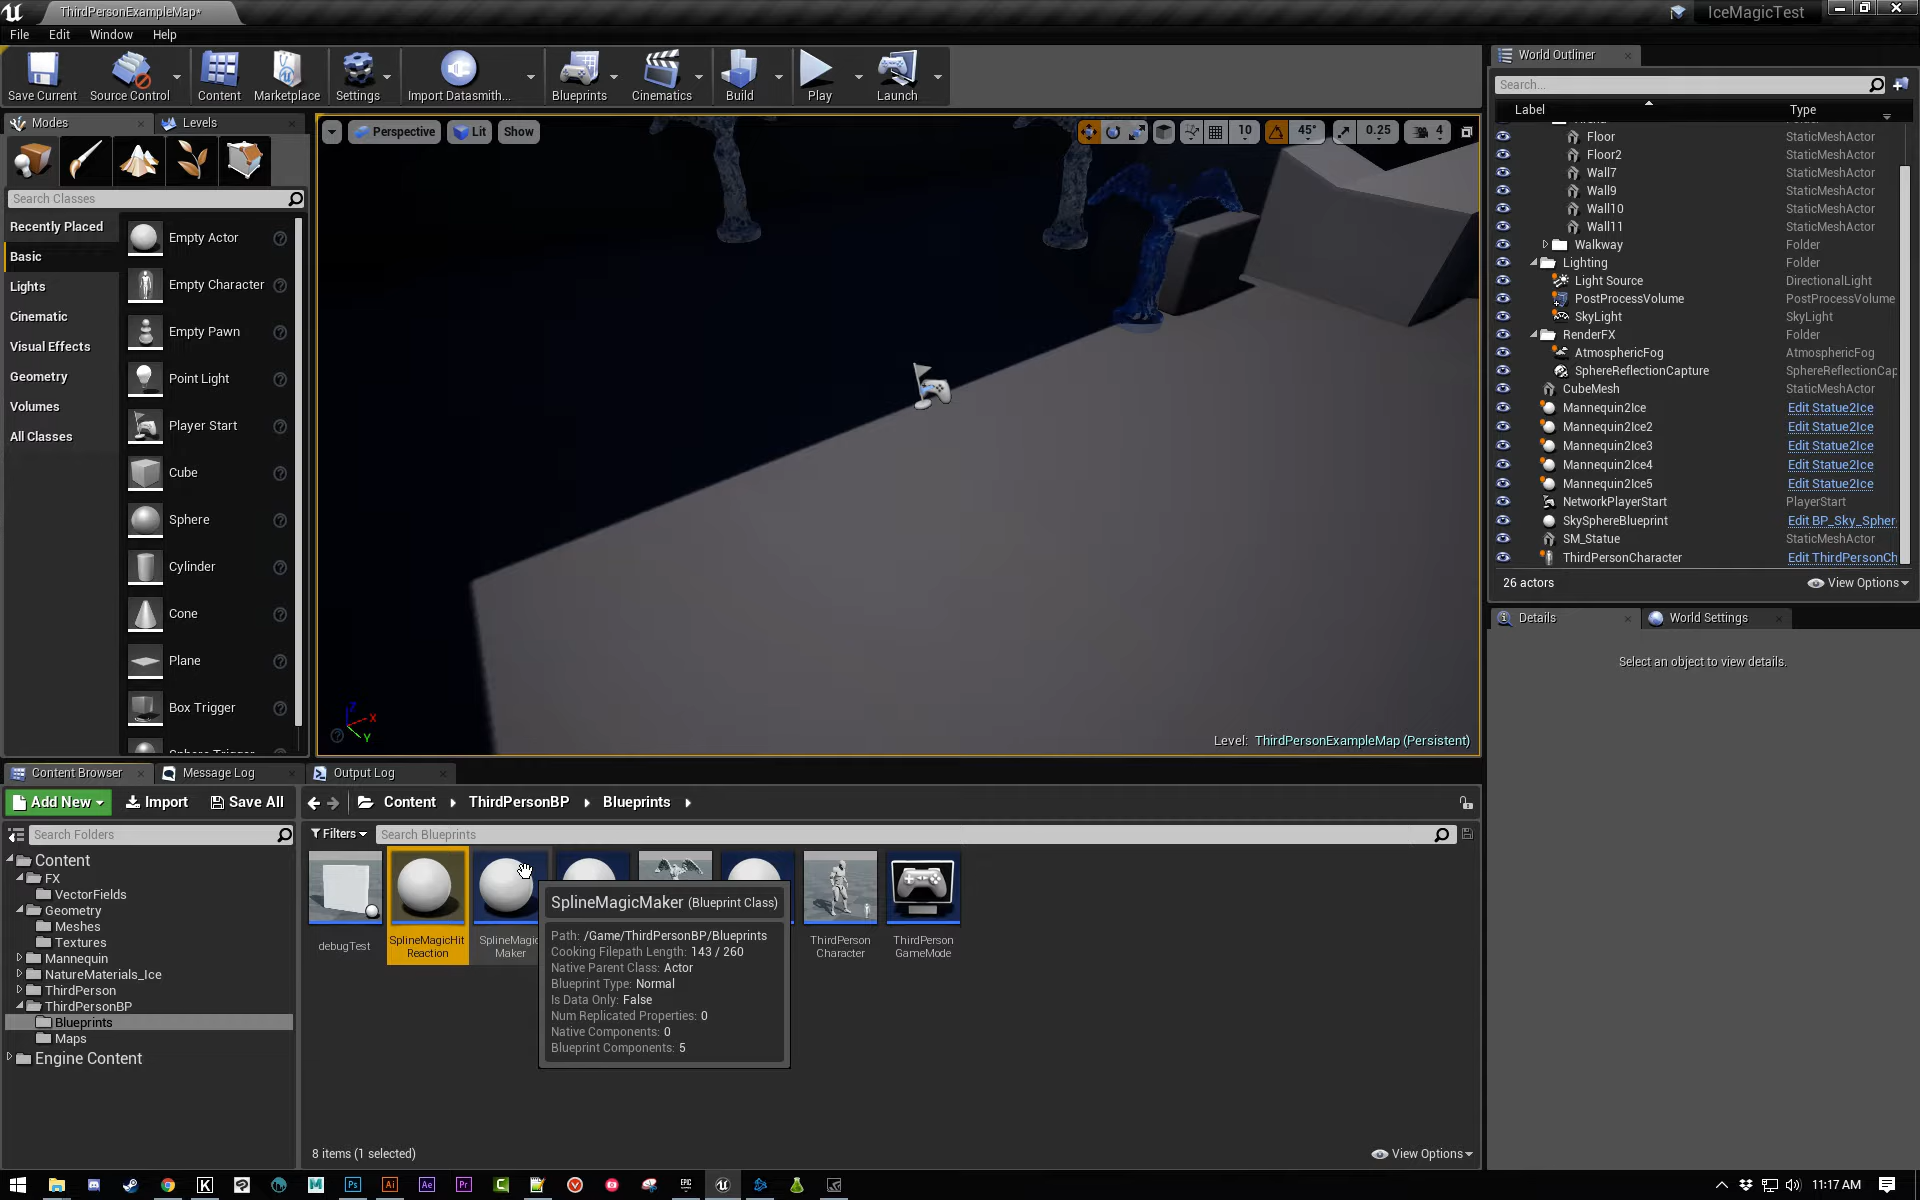 ThirdPersonExampleMap*
IceMagicTest
File Edit Window Help
Save Current
Source Control
Content
Marketplace
Settings
Import Datasmith...
Blueprints
Cinematics
Build
Play
Launch
Modes
Levels
Search Classes
Recently Placed
Basic
Lights
Cinematic
Visual Effects
Geometry
Volumes
All Classes
Empty Actor
Empty Character
Empty Pawn
Point Light
Player Start
Cube
Sphere
Cylinder
Cone
Plane
Box Trigger
Sphere Trigger
Perspective
Lit
Show
10
45°
0.25
4
Z
X
Y
Level: ThirdPersonExampleMap (Persistent)
World Outliner
Search...
Label Type
Floor StaticMeshActor
Floor2 StaticMeshActor
Wall7 StaticMeshActor
Wall9 StaticMeshActor
Wall10 StaticMeshActor
Wall11 StaticMeshActor
Walkway Folder
Lighting Folder
Light Source DirectionalLight
PostProcessVolume PostProcessVolume
SkyLight SkyLight
RenderFX Folder
AtmosphericFog AtmosphericFog
SphereReflectionCapture SphereReflectionCap
CubeMesh StaticMeshActor
Mannequin2Ice Edit Statue2Ice
Mannequin2Ice2 Edit Statue2Ice
Mannequin2Ice3 Edit Statue2Ice
Mannequin2Ice4 Edit Statue2Ice
Mannequin2Ice5 Edit Statue2Ice
NetworkPlayerStart PlayerStart
SkySphereBlueprint Edit BP_Sky_Spher
SM_Statue StaticMeshActor
ThirdPersonCharacter Edit ThirdPersonCh
26 actors
View Options
Details
World Settings
Select an object to view details.
Content Browser
Message Log
Output Log
Add New
Import
Save All
Content
ThirdPersonBP
Blueprints
Search Folders
Filters
Search Blueprints
Content
FX
VectorFields
Geometry
Meshes
Textures
Mannequin
NatureMaterials_Ice
ThirdPerson
ThirdPersonBP
Blueprints
Maps
Engine Content
debugTest
SplineMagicHit
Reaction
SplineMagic
Maker
ThirdPerson
Character
ThirdPerson
GameMode
SplineMagicMaker (Blueprint Class)
Path: /Game/ThirdPersonBP/Blueprints
Cooking Filepath Length: 143 / 260
Native Parent Class: Actor
Blueprint Type: Normal
Is Data Only: False
Num Replicated Properties: 0
Native Components: 0
Blueprint Components: 5
8 items (1 selected)
View Options
K
M
Ps
Ai
Ae
Pr
EPIC
11:17 AM